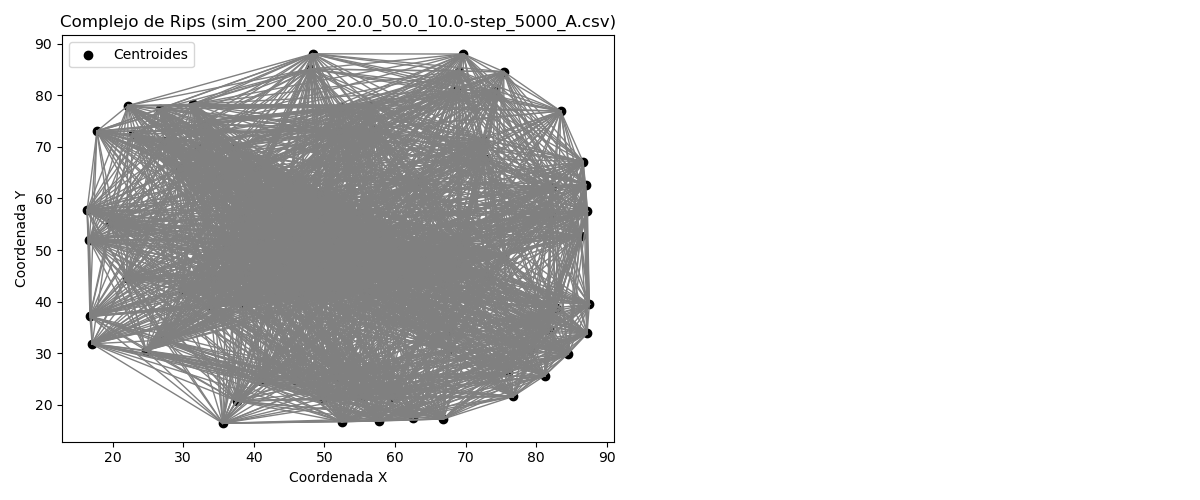 Complejo de Rips (sim_200_200_20.0_50.0_10.0-step_5000_A.csv)
Centroides
90
80
70
60
50
40
30
20
Coordenada Y
20 30 40 50 60 70 80 90
Coordenada X